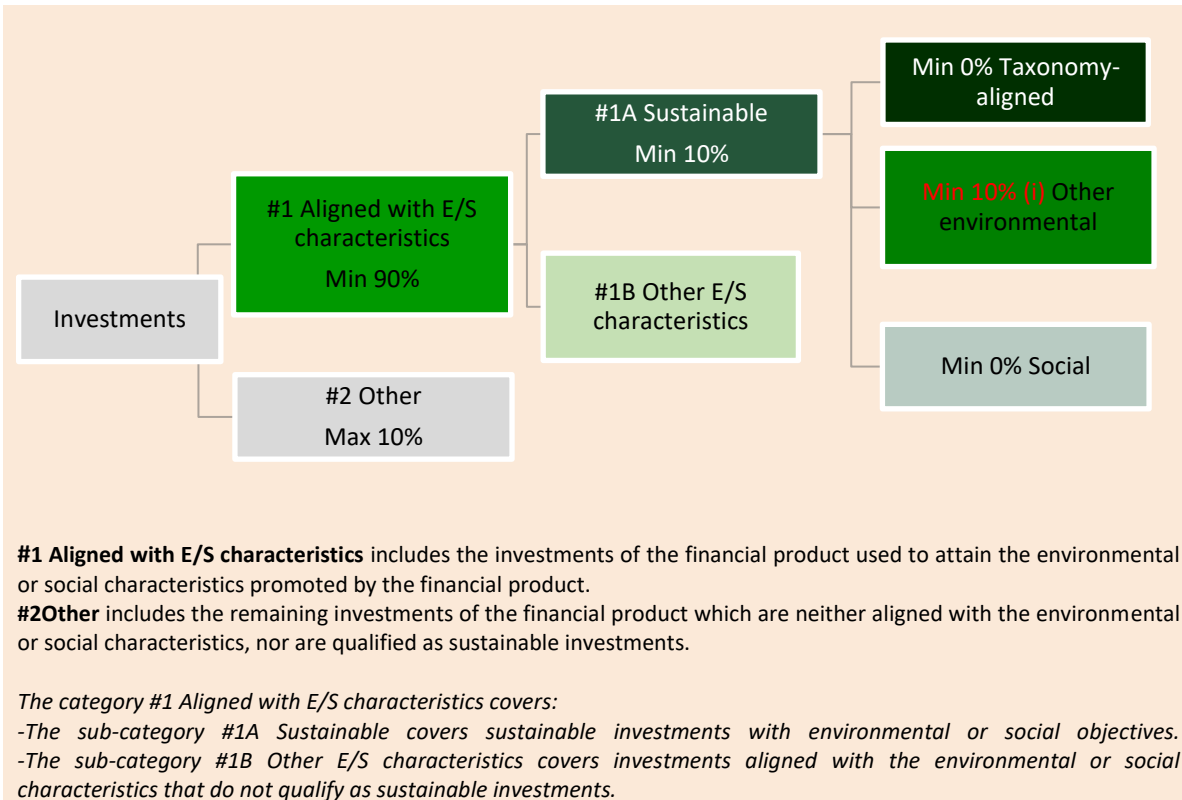 Investments
#1 Aligned with E/S
characteristics
Min 90%
#2 Other
Max 10%
#1A Sustainable
Min 10%
#1B Other E/S
characteristics
Min 0% Taxonomy-
aligned
Min 10% (i) Other
environmental
Min 0% Social
#1 Aligned with E/S characteristics includes the investments of the financial product used to attain the environmental
or social characteristics promoted by the financial product.
#2Other includes the remaining investments of the financial product which are neither aligned with the environmental
or social characteristics, nor are qualified as sustainable investments.
The category #1 Aligned with E/S characteristics covers:
-The sub-category #1A Sustainable covers sustainable investments with environmental or social objectives.
-The sub-category #1B Other E/S characteristics covers investments aligned with the environmental or social
characteristics that do not qualify as sustainable investments.